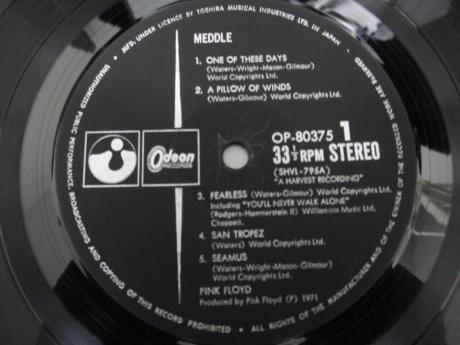 MFD. UNDER LICENCE BY TOSHIBA MUSICAL INDUSTRIES LTD. IN JAPAN
MEDDLE
1. ONE OF THESE DAYS
(Waters-Wright-Mason-Gilmour)
World Copyrights Ltd.
2. A PILLOW OF WINDS
(Waters-Gilmour) World Copyrights Ltd.
Odeon
RECORDS
OP-80375 1
33⅓RPM STEREO
(SHVL-795A)
"A HARVEST RECORDING"
3. FEARLESS (Waters-Gilmour) World Copyrights Ltd.
Including "YOU'LL NEVER WALK ALONE"
(Rodgers-Hammerstein II) Williamson Music Ltd.
Chappell.
4. SAN TROPEZ
(Waters) World Copyrights Ltd.
5. SEAMUS
(Waters-Wright-Mason-Gilmour)
World Copyrights Ltd.
PINK FLOYD
Produced by Pink Floyd (P) 1971
ALL RIGHTS OF THE MANUFACTURER AND OF THE OWNER OF THE RECORDED WORK ARE RESERVED
UNAUTHORIZED PUBLIC PERFORMANCE, BROADCASTING AND COPYING OF THIS RECORD PROHIBITED